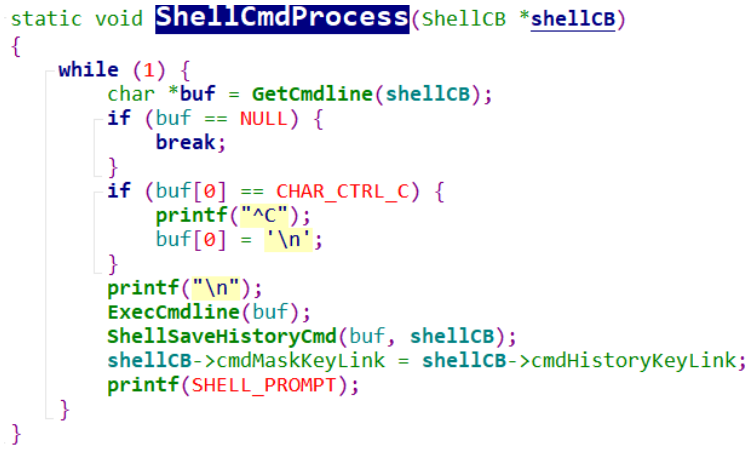 static void ShellCmdProcess(ShellCB *shellCB)
{
    while (1) {
        char *buf = GetCmdline(shellCB);
        if (buf == NULL) {
            break;
        }
        if (buf[0] == CHAR_CTRL_C) {
            printf("^C");
            buf[0] = '\n';
        }
        printf("\n");
        ExecCmdline(buf);
        ShellSaveHistoryCmd(buf, shellCB);
        shellCB->cmdMaskKeyLink = shellCB->cmdHistoryKeyLink;
        printf(SHELL_PROMPT);
    }
}